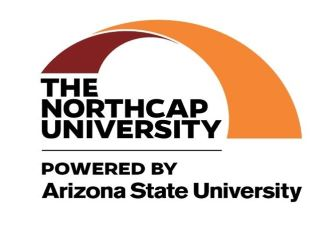 THE
NORTHCAP
UNIVERSITY
POWERED BY
Arizona State University